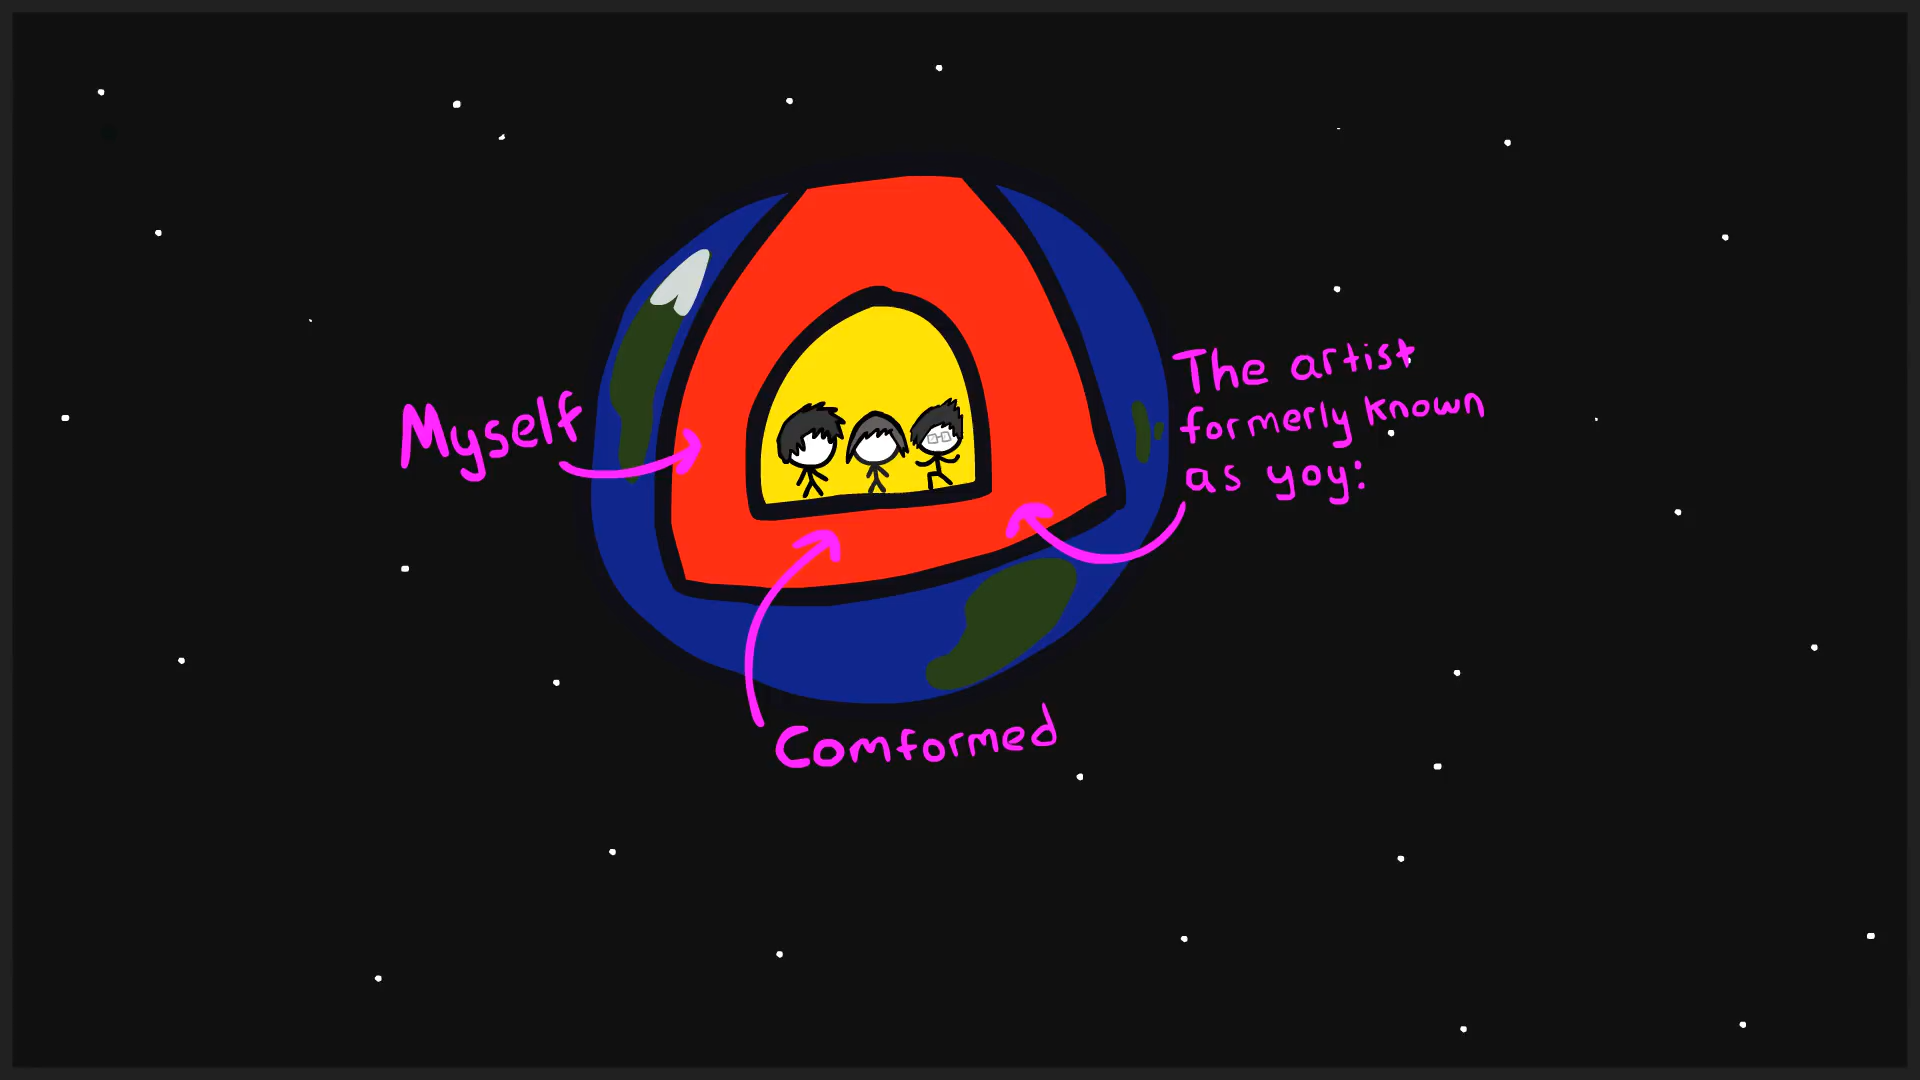 Myself
The artist
formerly known
as yoy:
Comformed